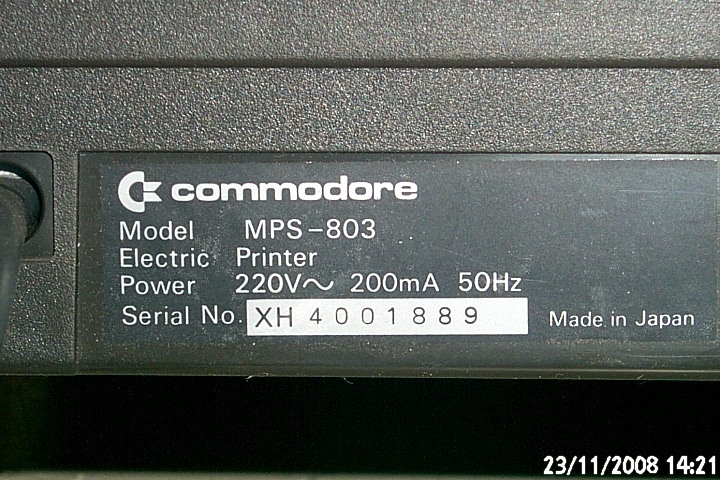 commodore
Model MPS-803
Electric Printer
Power 220V～ 200mA 50Hz
Serial No. XH 4001889
Made in Japan
23/11/2008 14:21